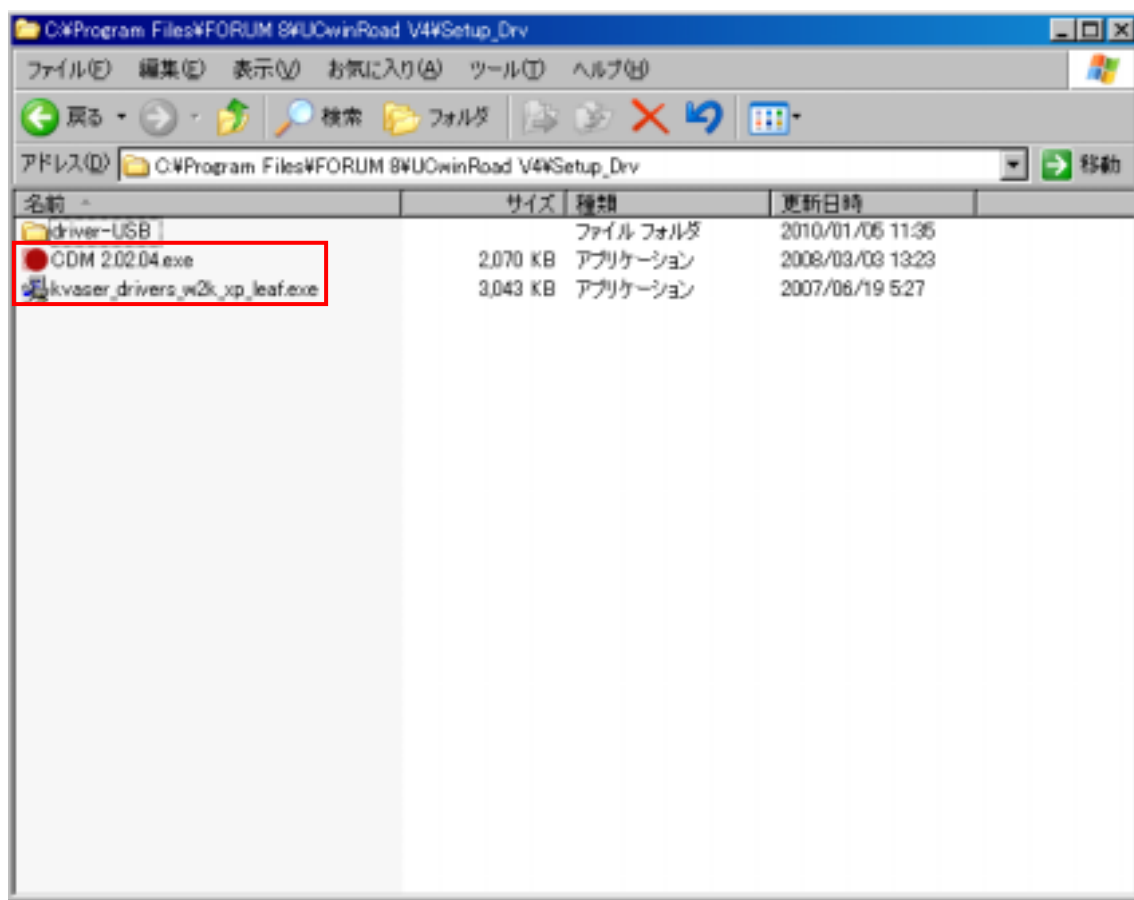 C:¥Program Files¥FORUM 8¥UCwinRoad V4¥Setup_Drv
ファイル(F) 編集(E) 表示(V) お気に入り(A) ツール(T) ヘルプ(H)
戻る 検索 フォルダ
アドレス(D) C:¥Program Files¥FORUM 8¥UCwinRoad V4¥Setup_Drv 移動
名前 サイズ 種類 更新日時
driver-USB ファイル フォルダ 2010/01/05 11:35
CDM 2.02.04.exe 2,070 KB アプリケーション 2008/03/03 13:23
kvaser_drivers_w2k_xp_leaf.exe 3,043 KB アプリケーション 2007/06/19 5:27